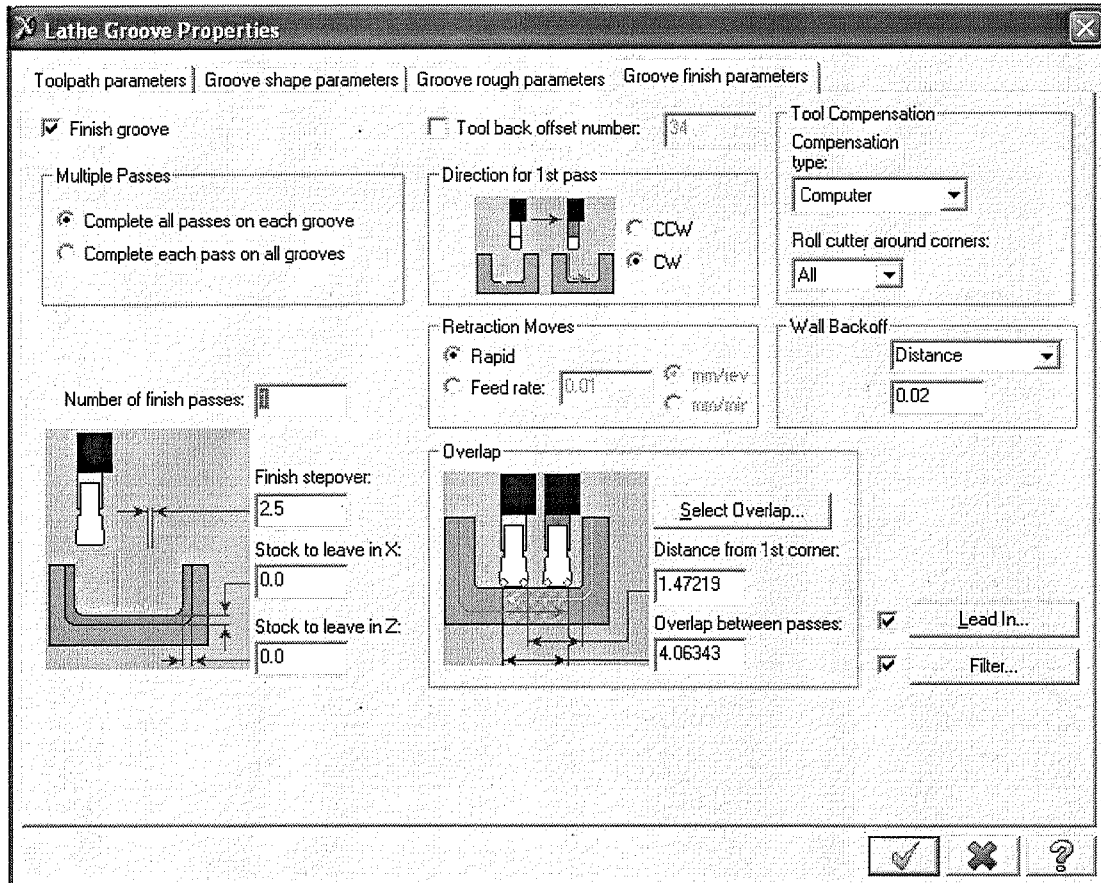 Lathe Groove Properties
Toolpath parameters
Groove shape parameters
Groove rough parameters
Groove finish parameters
Finish groove
Tool back offset number:
34
Multiple Passes
Complete all passes on each groove
Complete each pass on all grooves
Direction for 1st pass
CCW
CW
Tool Compensation
Compensation
type:
Computer
Roll cutter around corners:
All
Retraction Moves
Rapid
Feed rate:
0.01
mm/rev
mm/min
Wall Backoff
Distance
0.02
Number of finish passes:
1
Finish stepover:
2.5
Stock to leave in X:
0.0
Stock to leave in Z:
0.0
Overlap
Select Overlap...
Distance from 1st corner:
1.47219
Overlap between passes:
4.06343
Lead In...
Filter...